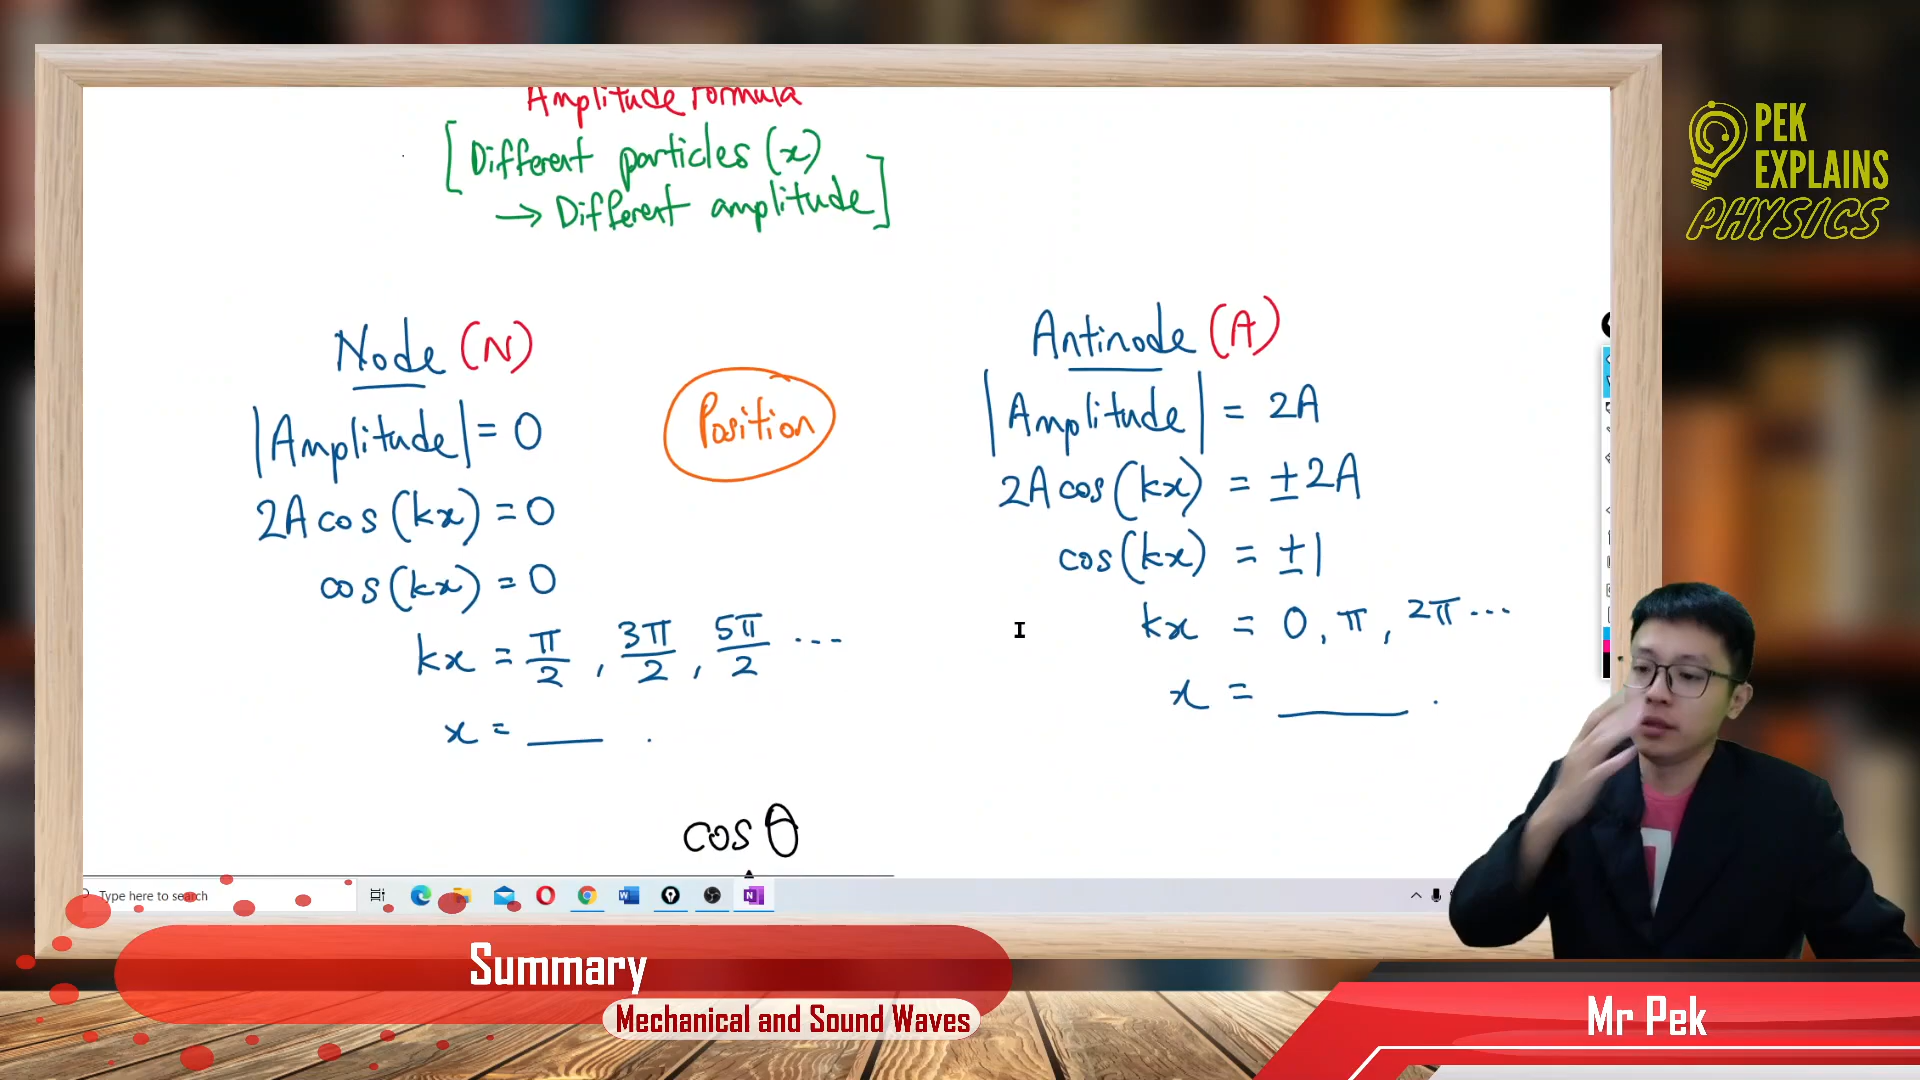 Amplitude Formula
[Different particles (x)
→ Different amplitude]
PEK
EXPLAINS
PHYSICS
Node (N)
|Amplitude| = 0
2A cos (kx) = 0
cos (kx) = 0
kx = π/2 , 3π/2 , 5π/2 ...
x = ____ .
Position
Antinode (A)
|Amplitude| = 2A
2A cos (kx) = ±2A
cos (kx) = ±1
kx = 0, π, 2π ...
x = ____ .
cos θ
Type here to search
Summary
Mechanical and Sound Waves
Mr Pek